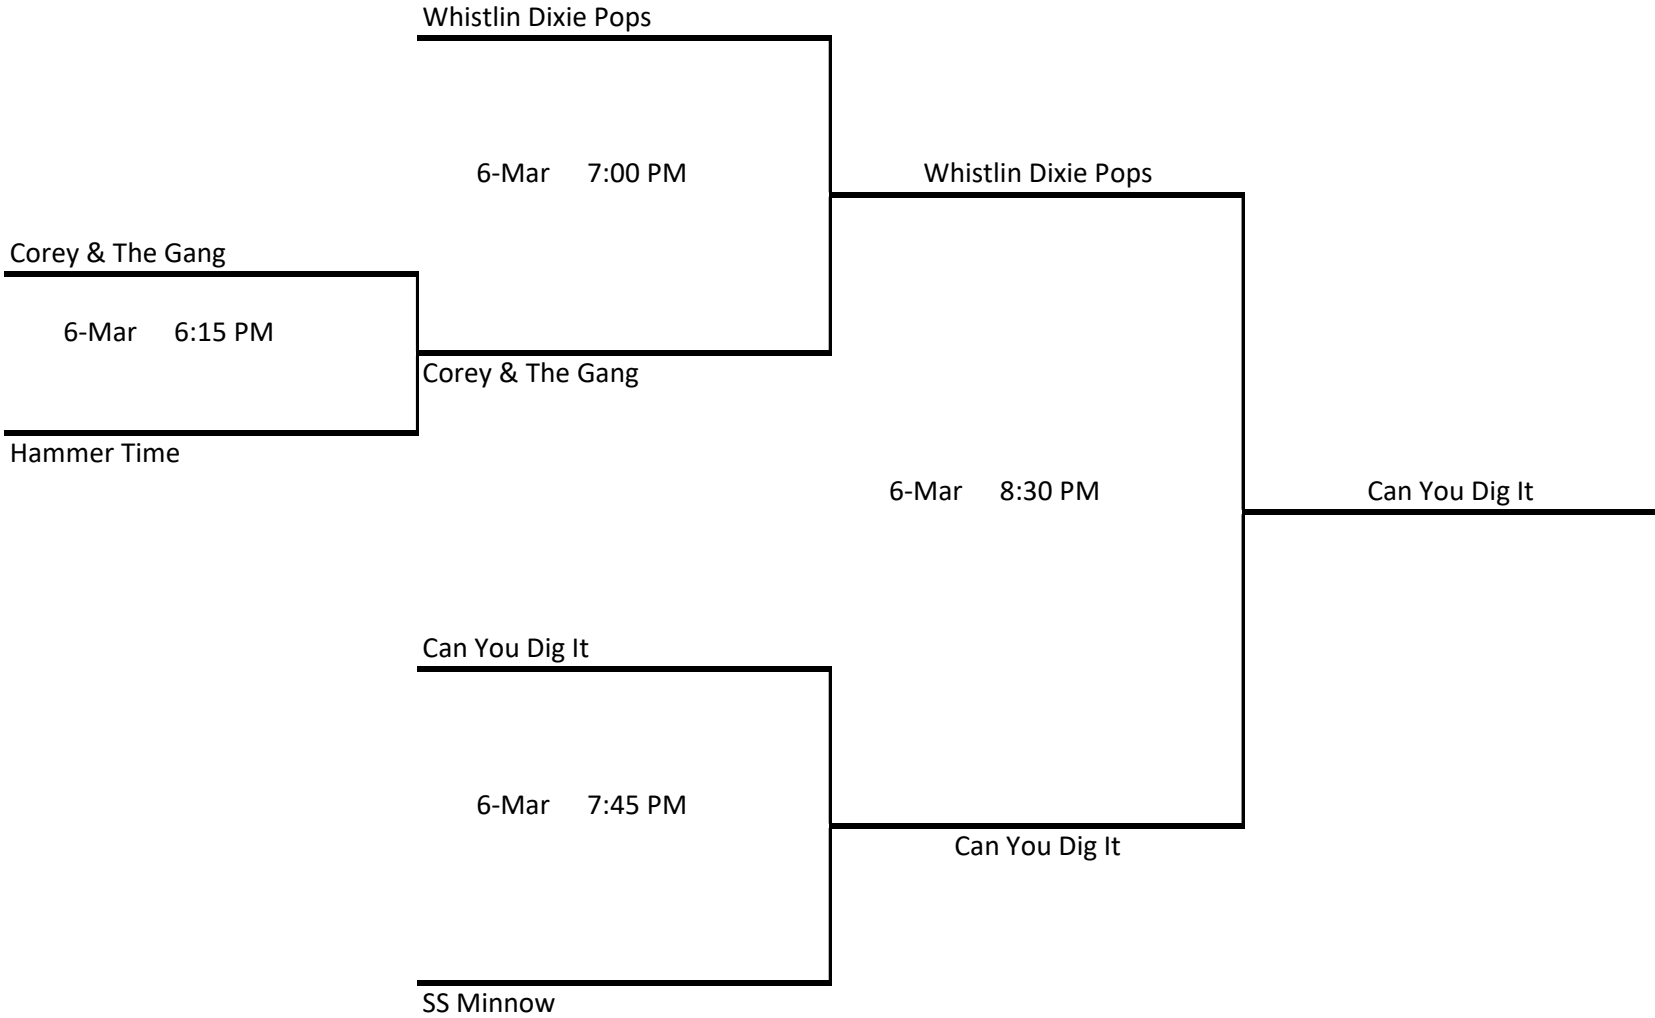 Whistlin Dixie Pops
6-Mar 7:00 PM
Whistlin Dixie Pops
Corey & The Gang
6-Mar 6:15 PM
Corey & The Gang
Hammer Time
6-Mar 8:30 PM
Can You Dig It
Can You Dig It
6-Mar 7:45 PM
Can You Dig It
SS Minnow